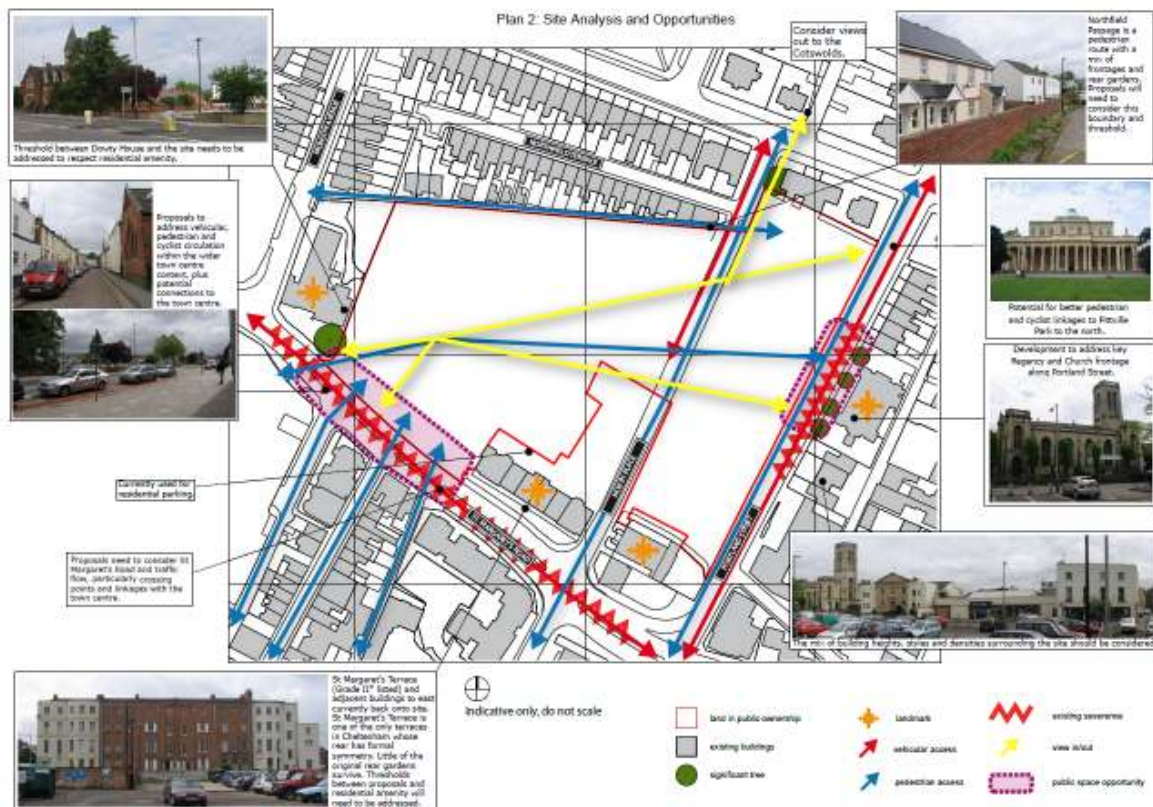 Plan 2: Site Analysis and Opportunities
Threshold between Dowty House and the site needs to be
addressed to respect residential amenity.
Consider views
out to the
Cotswolds.
Northfield
Passage is a
pedestrian
route with a
mix of
frontages and
rear gardens.
Proposals will
need to
consider this
boundary and
threshold.
Proposals to
address vehicular,
pedestrian and
cyclist circulation
within the wider
town centre
context, plus
potential
connections to
the town centre.
Potential for better pedestrian
and cyclist linkages to Pittville
Park to the north.
Development to address key
Regency and Church frontage
along Portland Street.
Currently used for
residential parking
Proposals need to consider St
Margaret's Road and traffic
flow, particularly crossing
points and linkages with the
town centre.
The mix of building heights, styles and densities surrounding the site should be considered
St Margaret's Terrace
(Grade II* listed) and
adjacent buildings to east
currently back onto site.
St Margaret's Terrace is
one of the only terraces
in Cheltenham whose
rear has formal
symmetry. Little of the
original rear gardens
survive. Thresholds
between proposals and
residential amenity will
need to be addressed.
Indicative only, do not scale
land in public ownership
existing buildings
significant tree
landmark
vehicular access
pedestrian access
existing severance
view in/out
public space opportunity